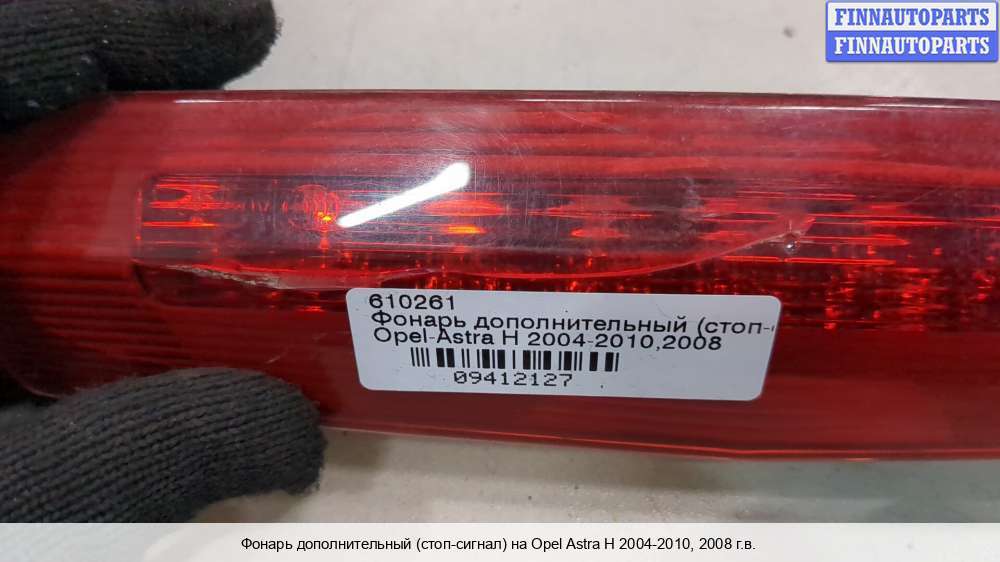 FINNAUTOPARTS
FINNAUTOPARTS
610261
Фонарь дополнительный (стоп-
Opel Astra H 2004-2010,2008
09412127
Фонарь дополнительный (стоп-сигнал) на Opel Astra H 2004-2010, 2008 г.в.